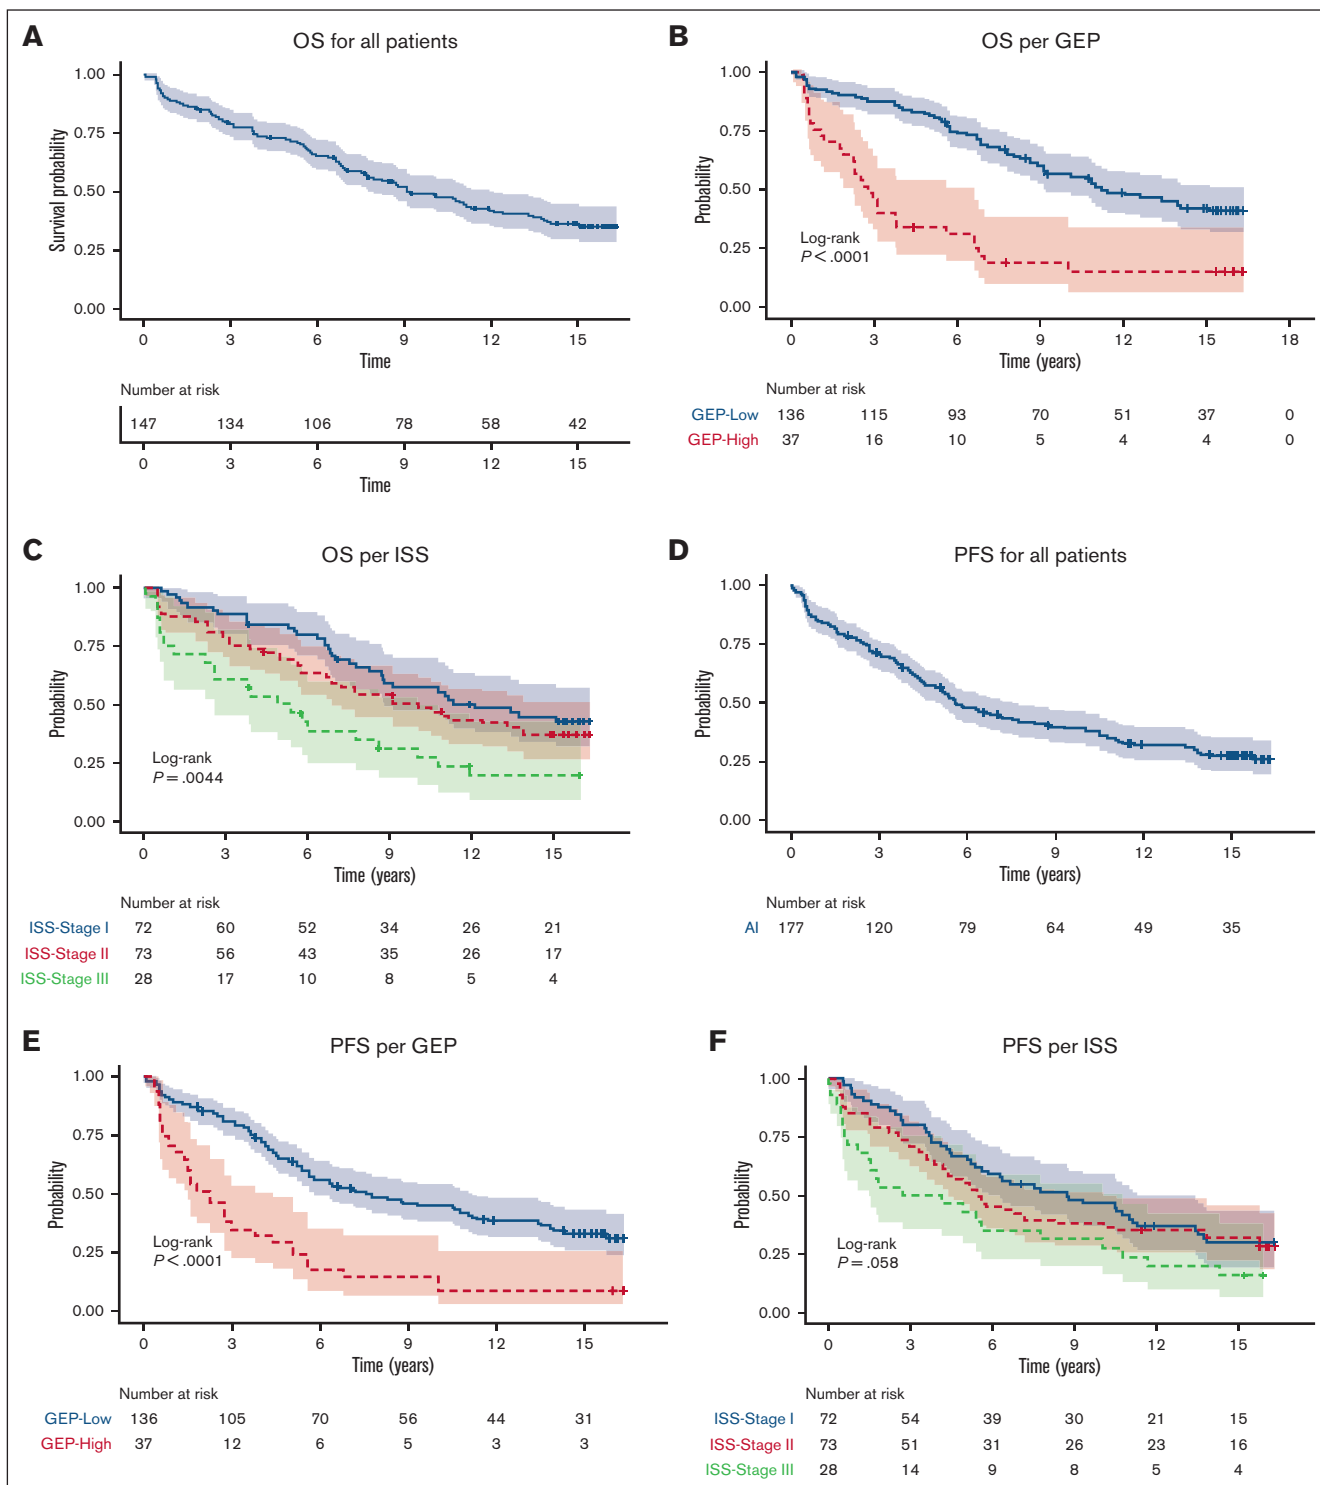 A
OS for all patients
Survival probability
1.00
0.75
0.50
0.25
0.00
0 3 6 9 12 15
Time
Number at risk
147 134 106 78 58 42
0 3 6 9 12 15
Time
B
OS per GEP
Probability
1.00
0.75
0.50
0.25
0.00
Log-rank
P < .0001
0 3 6 9 12 15 18
Time (years)
Number at risk
GEP-Low 136 115 93 70 51 37 0
GEP-High 37 16 10 5 4 4 0
C
OS per ISS
Probability
1.00
0.75
0.50
0.25
0.00
Log-rank
P = .0044
0 3 6 9 12 15
Time (years)
Number at risk
ISS-Stage I 72 60 52 34 26 21
ISS-Stage II 73 56 43 35 26 17
ISS-Stage III 28 17 10 8 5 4
D
PFS for all patients
Probability
1.00
0.75
0.50
0.25
0.00
0 3 6 9 12 15
Time (years)
Number at risk
Al 177 120 79 64 49 35
E
PFS per GEP
Probability
1.00
0.75
0.50
0.25
0.00
Log-rank
P < .0001
0 3 6 9 12 15
Time (years)
Number at risk
GEP-Low 136 105 70 56 44 31
GEP-High 37 12 6 5 3 3
F
PFS per ISS
Probability
1.00
0.75
0.50
0.25
0.00
Log-rank
P = .058
0 3 6 9 12 15
Time (years)
Number at risk
ISS-Stage I 72 54 39 30 21 15
ISS-Stage II 73 51 31 26 23 16
ISS-Stage III 28 14 9 8 5 4